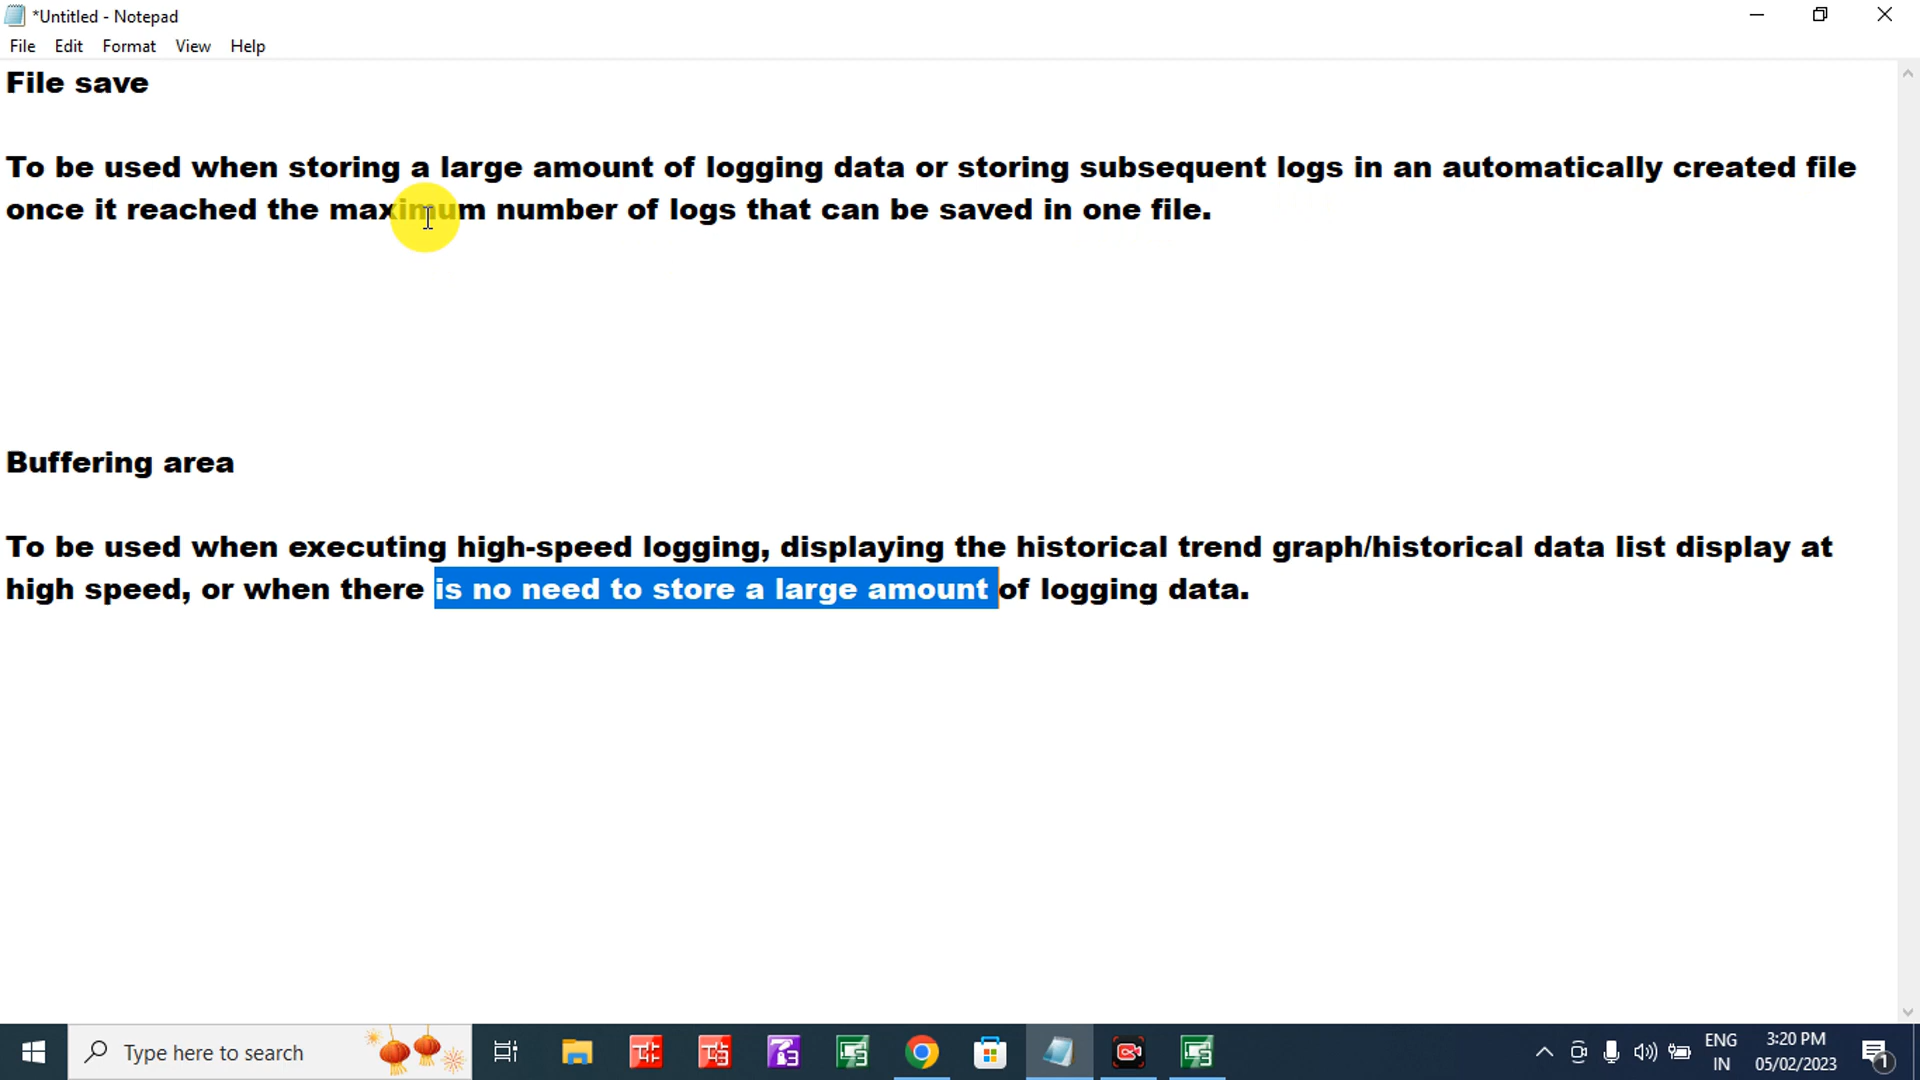 *Untitled - Notepad
File Edit Format View Help
File save
To be used when storing a large amount of logging data or storing subsequent logs in an automatically created file
once it reached the maximum number of logs that can be saved in one file.
Buffering area
To be used when executing high-speed logging, displaying the historical trend graph/historical data list display at
high speed, or when there is no need to store a large amount of logging data.
Type here to search
ENG
IN
3:20 PM
05/02/2023
1